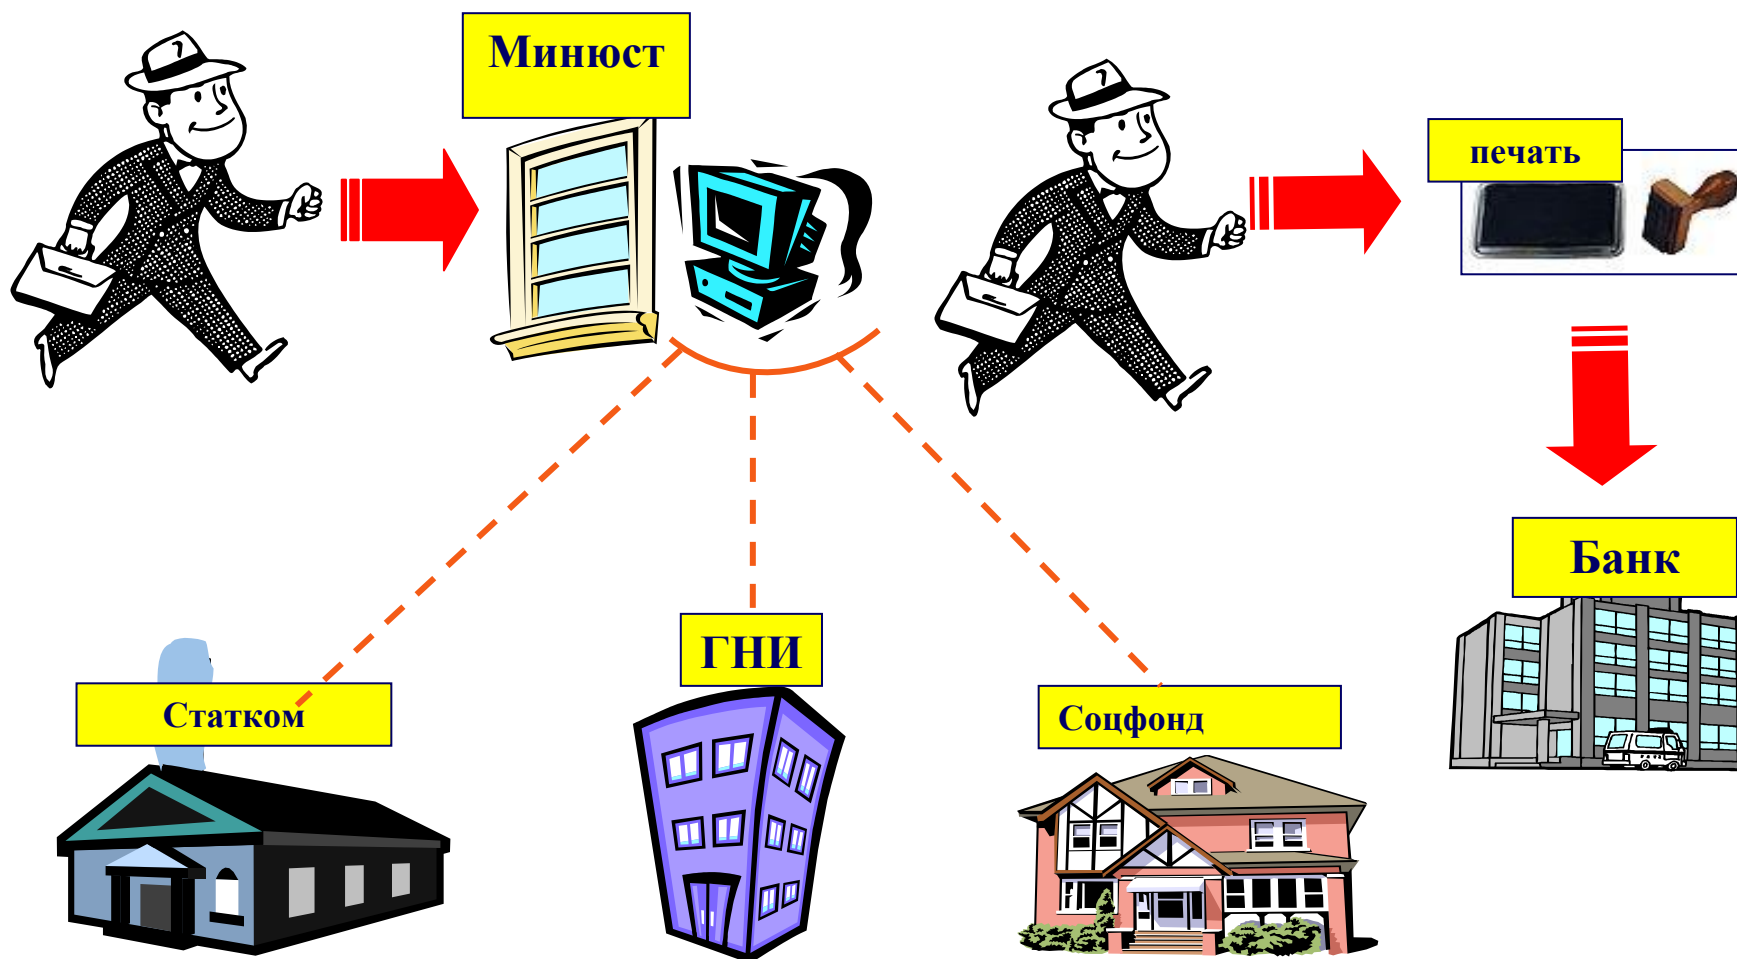 Минюст
печать
Банк
ГНИ
Статком
Соцфонд